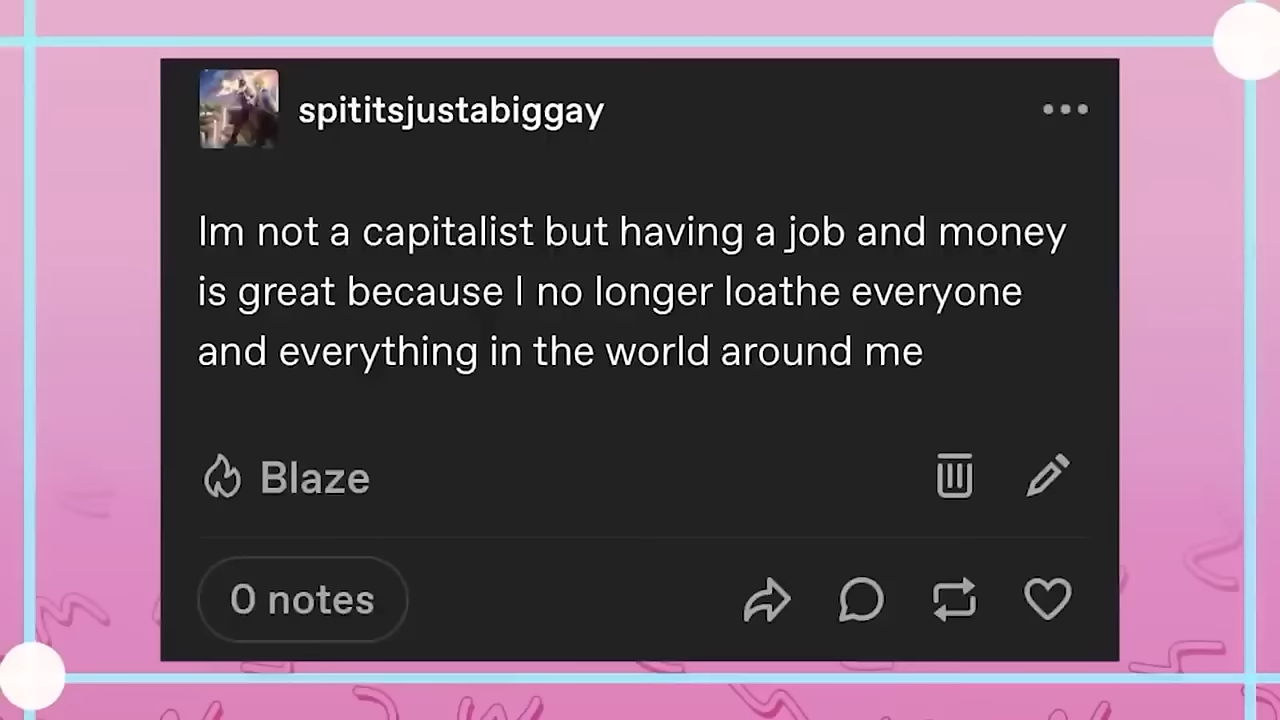 spititsjustabiggay
Im not a capitalist but having a job and money
is great because I no longer loathe everyone
and everything in the world around me
Blaze
0 notes